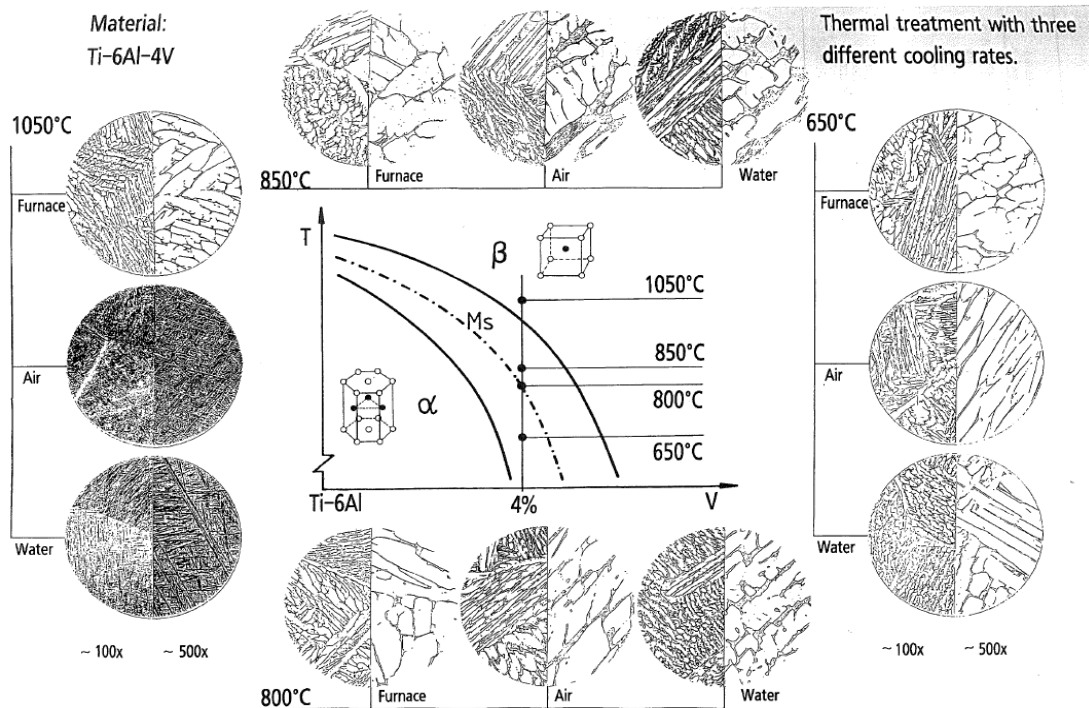 Material:
Ti-6Al-4V
Thermal treatment with three
different cooling rates.
1050°C
Furnace
Air
Water
~ 100x ~ 500x
850°C
Furnace
Air
Water
650°C
Furnace
Air
Water
~ 100x ~ 500x
T
β
1050°C
Ms
850°C
α
800°C
650°C
Ti-6Al
4%
V
800°C
Furnace
Air
Water